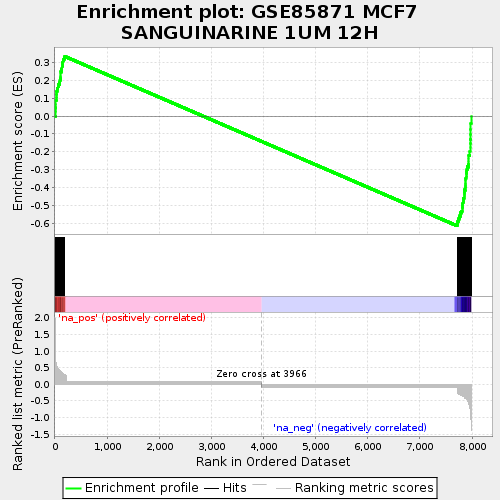 Enrichment plot: GSE85871 MCF7
SANGUINARINE 1UM 12H
Enrichment score (ES)
0.3
0.2
0.1
0.0
-0.1
-0.2
-0.3
-0.4
-0.5
-0.6
'na_pos' (positively correlated)
Ranked list metric (PreRanked)
2.0
1.5
1.0
0.5
0.0
-0.5
-1.0
-1.5
Zero cross at 3966
'na_neg' (negatively correlated)
0 1,000 2,000 3,000 4,000 5,000 6,000 7,000 8,000
Rank in Ordered Dataset
Enrichment profile Hits Ranking metric scores